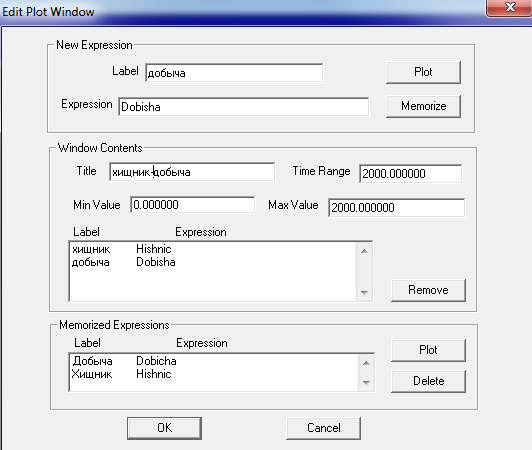 Edit Plot Window
New Expression
Label добыча Plot
Expression Dobisha Memorize
Window Contents
Title хищник-добыча Time Range 2000.000000
Min Value 0.000000 Max Value 2000.000000
Label Expression
хищник Hishnic
добыча Dobisha
Remove
Memorized Expressions
Label Expression Plot
Добыча Dobicha
Хищник Hishnic
Delete
OK Cancel